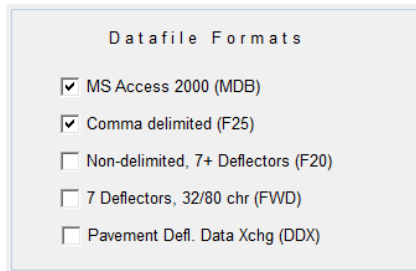 Datafile Formats
MS Access 2000 (MDB)
Comma delimited (F25)
Non-delimited, 7+ Deflectors (F20)
7 Deflectors, 32/80 chr (FWD)
Pavement Defl. Data Xchg (DDX)